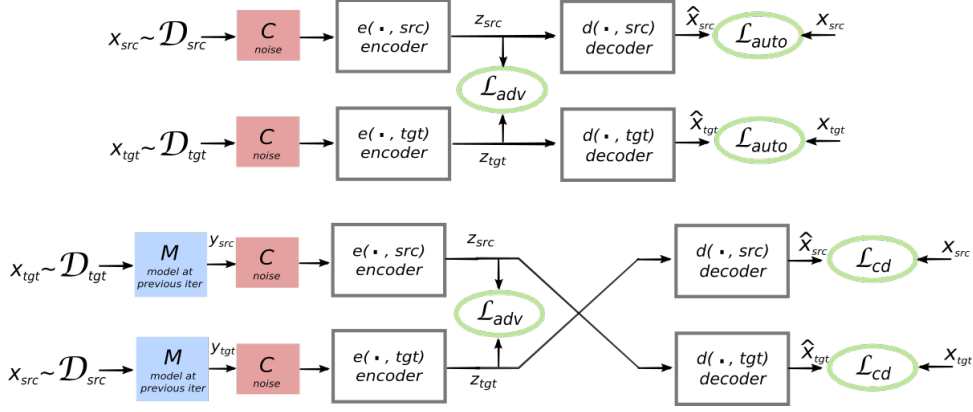 x_src ~ D_src
C
noise
e(·, src)
encoder
z_src
d(·, src)
decoder
x̂_src
L_auto
x_src
L_adv
x_tgt ~ D_tgt
C
noise
e(·, tgt)
encoder
z_tgt
d(·, tgt)
decoder
x̂_tgt
L_auto
x_tgt
x_tgt ~ D_tgt
M
model at
previous iter
y_src
C
noise
e(·, src)
encoder
z_src
d(·, src)
decoder
x̂_src
L_cd
x_src
L_adv
x_src ~ D_src
M
model at
previous iter
y_tgt
C
noise
e(·, tgt)
encoder
z_tgt
d(·, tgt)
decoder
x̂_tgt
L_cd
x_tgt